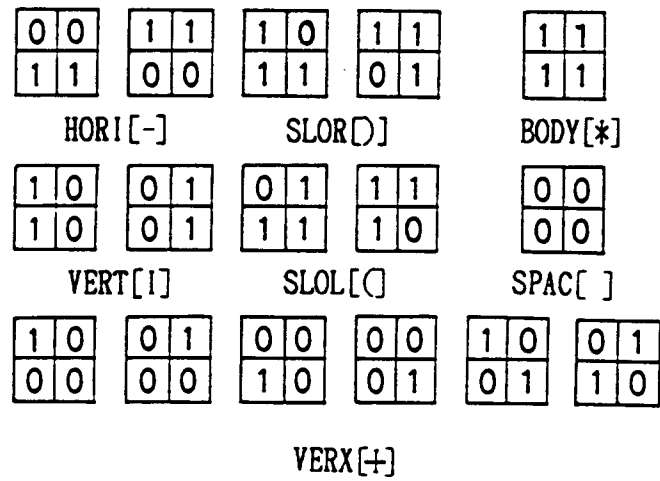 0 0 1 1 1 0 1 1 1 1
1 1 0 0 1 1 0 1 1 1
HORI[-] SLOR[)] BODY[*]
1 0 0 1 0 1 1 1 0 0
1 0 0 1 1 1 1 0 0 0
VERT[I] SLOL[(] SPAC[ ]
1 0 0 1 0 0 0 0 1 0 0 1
0 0 0 0 1 0 0 1 0 1 1 0
VERX[+]